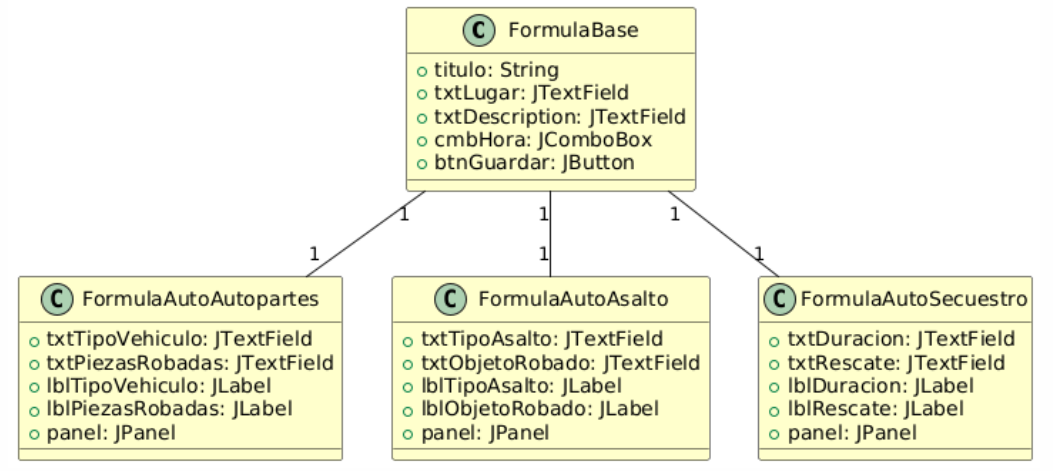 C FormulaBase
titulo: String
txtLugar: JTextField
txtDescription: JTextField
cmbHora: JComboBox
btnGuardar: JButton
1 1 1
1 1 1
C FormulaAutoAutopartes
txtTipoVehiculo: JTextField
txtPiezasRobadas: JTextField
lblTipoVehiculo: JLabel
lblPiezasRobadas: JLabel
panel: JPanel
C FormulaAutoAsalto
txtTipoAsalto: JTextField
txtObjetoRobado: JTextField
lblTipoAsalto: JLabel
lblObjetoRobado: JLabel
panel: JPanel
C FormulaAutoSecuestro
txtDuracion: JTextField
txtRescate: JTextField
lblDuracion: JLabel
lblRescate: JLabel
panel: JPanel